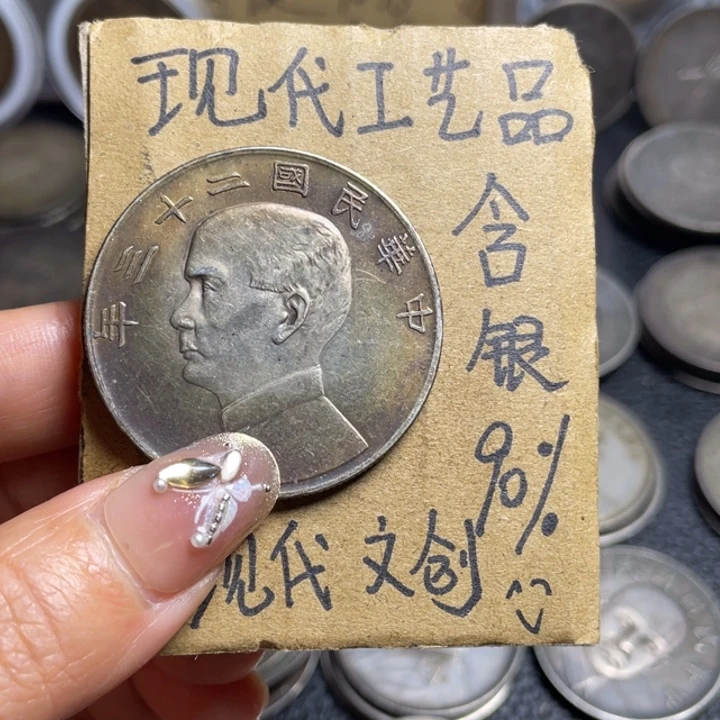 现代工艺品
年三十二國民華中
含银
90%
现代文创